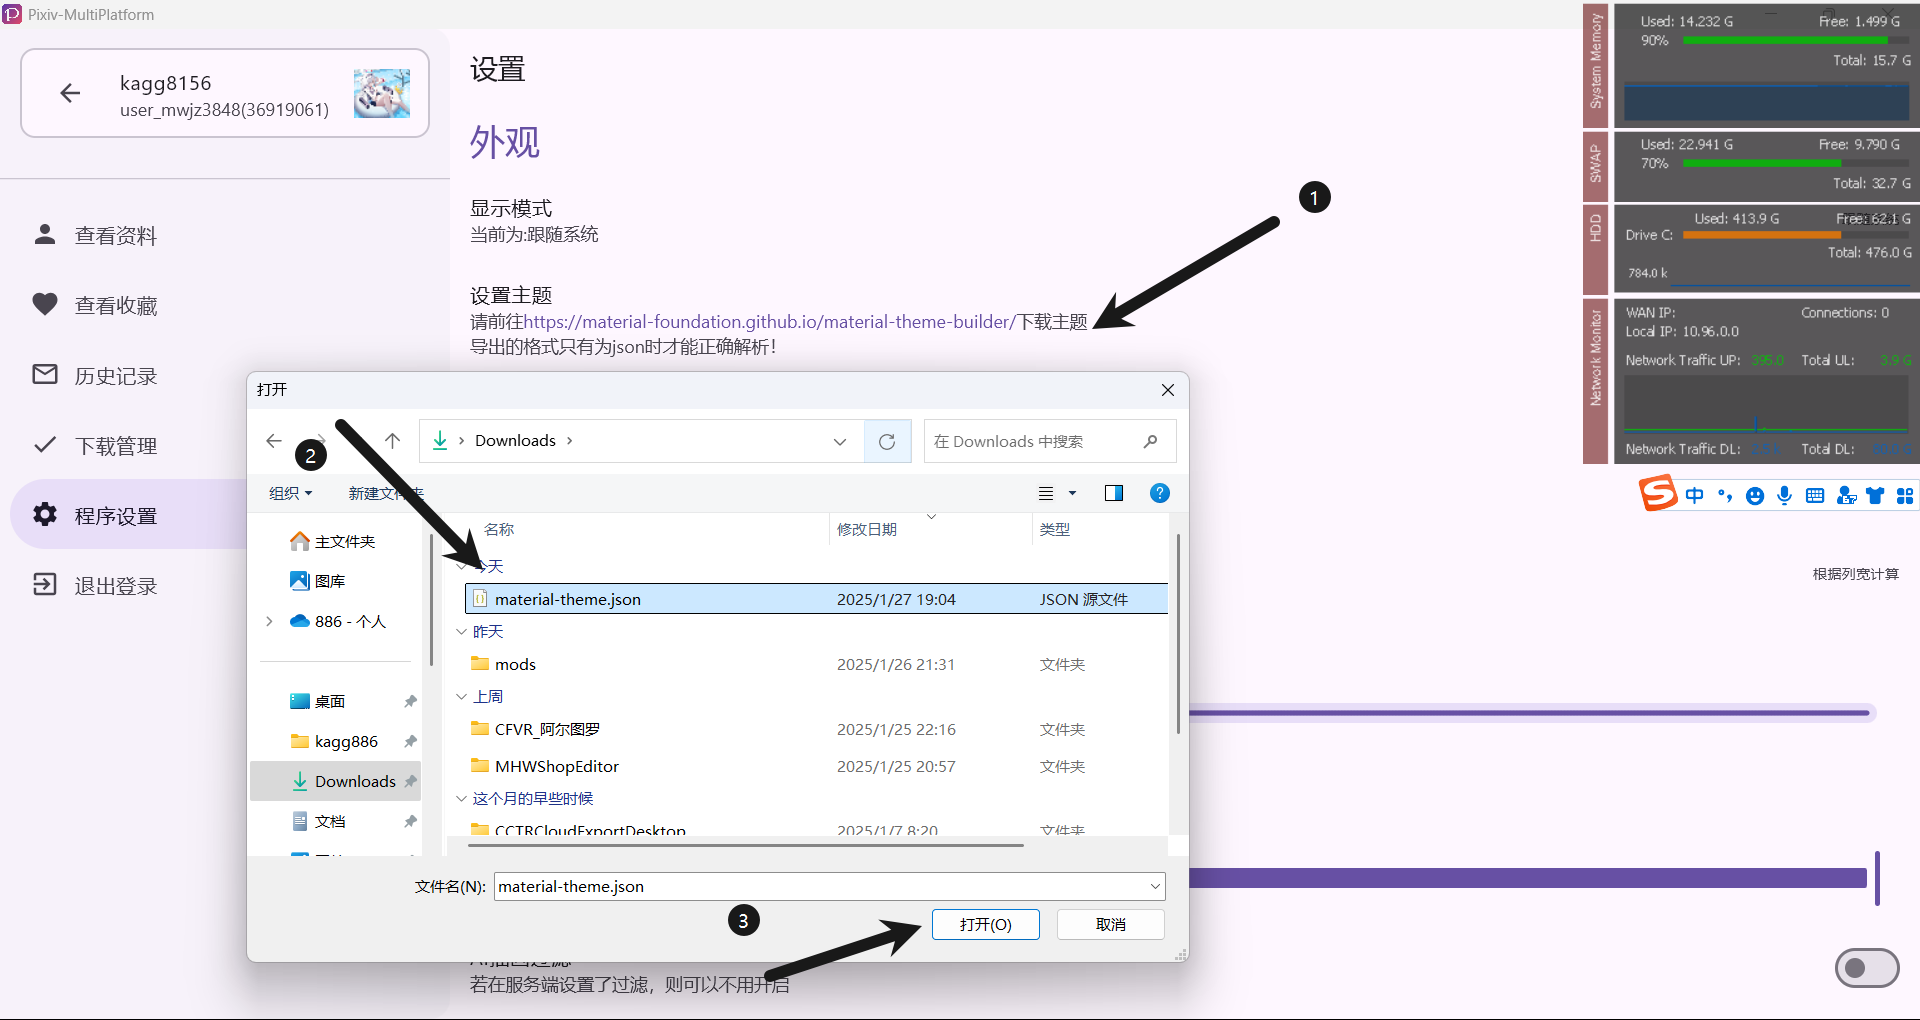 Pixiv-MultiPlatform
kagg8156
user_mwjz3848(36919061)
查看资料
查看收藏
历史记录
下载管理
程序设置
退出登录
设置
外观
显示模式
当前为:跟随系统
设置主题
请前往https://material-foundation.github.io/material-theme-builder/下载主题
导出的格式只有为json时才能正确解析!
1
打开
2
Downloads
在 Downloads 中搜索
组织
新建文件夹
主文件夹
图库
886 - 个人
桌面
kagg886
Downloads
文档
名称 修改日期 类型
今天
material-theme.json 2025/1/27 19:04 JSON 源文件
昨天
mods 2025/1/26 21:31 文件夹
上周
CFVR_阿尔图罗 2025/1/25 22:16 文件夹
MHWShopEditor 2025/1/25 20:57 文件夹
这个月的早些时候
CCTRCloudExportDesktop 2025/1/7 8:20 文件夹
文件名(N): material-theme.json
3
打开(O) 取消
若在服务端设置了过滤，则可以不用开启
根据列宽计算
System Memory
Used: 14.232 G Free: 1.499 G
90%
Total: 15.7 G
SWAP
Used: 22.941 G Free: 9.790 G
70%
Total: 32.7 G
HDD
Used: 413.9 G
Drive C:
Total: 476.0 G
784.0 k
Network Monitor
WAN IP: Connections: 0
Local IP: 10.96.0.0
Network Traffic UP: 395.0 Total UL: 3.9 G
Network Traffic DL: Total DL:
中